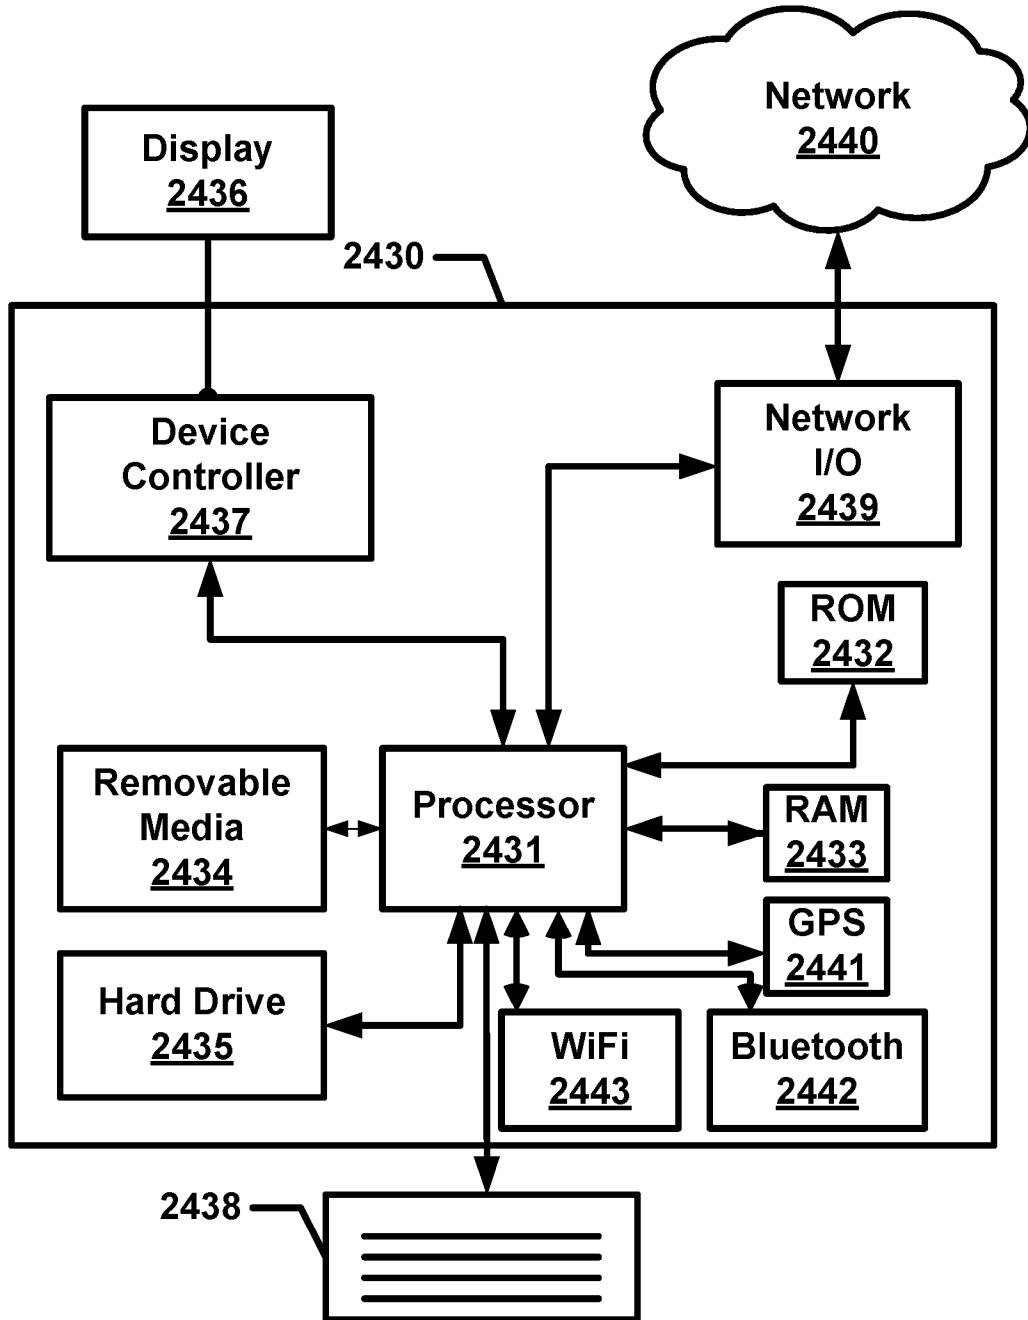 Network
2440
Display
2436
2430
Device
Controller
2437
Network
I/O
2439
ROM
2432
Removable
Media
2434
Processor
2431
RAM
2433
GPS
2441
Hard Drive
2435
WiFi
2443
Bluetooth
2442
2438